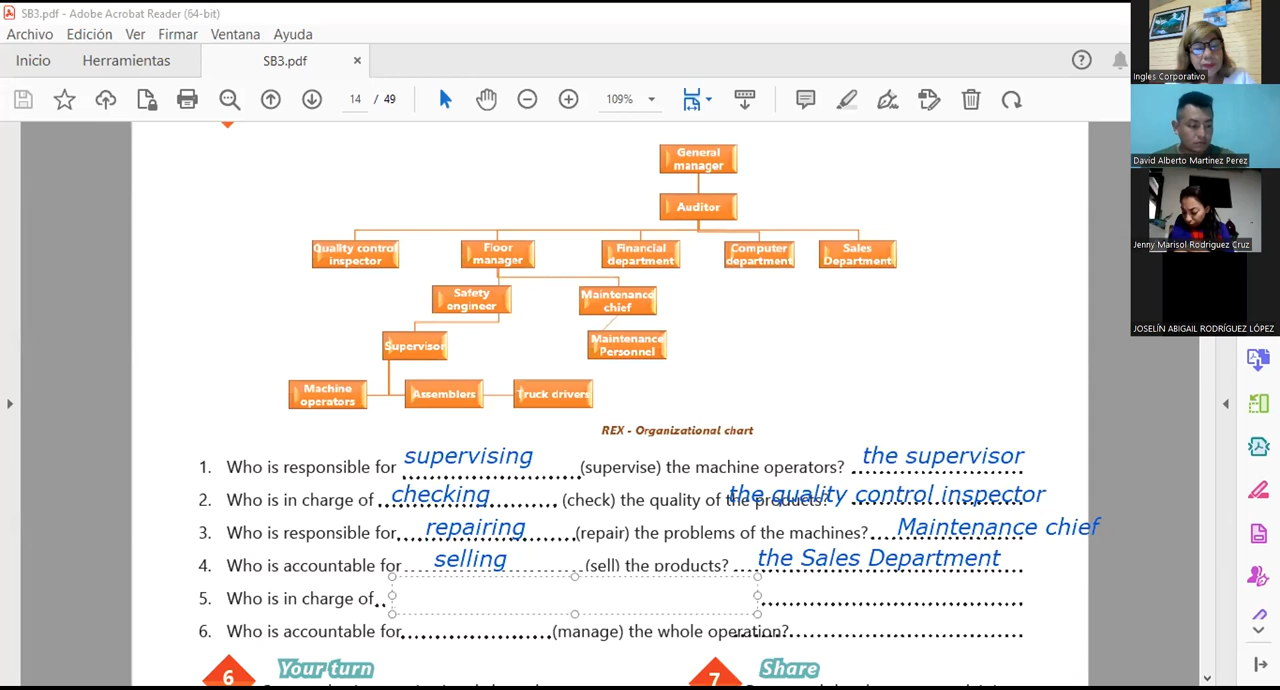 SB3.pdf - Adobe Acrobat Reader (64-bit)
Archivo Edición Ver Firmar Ventana Ayuda
Inicio Herramientas SB3.pdf ×
14 / 49 109%
Ingles Corporativo
David Alberto Martinez Perez
Jenny Marisol Rodriguez Cruz
JOSELÍN ABIGAIL RODRÍGUEZ LÓPEZ
General
manager
Auditor
Quality control
inspector
Floor
manager
Financial
department
Computer
department
Sales
Department
Safety
engineer
Maintenance
chief
Supervisor
Maintenance
Personnel
Machine
operators
Assemblers
Truck drivers
REX - Organizational chart
1. Who is responsible for supervising (supervise) the machine operators? the supervisor
2. Who is in charge of checking (check) the quality of the products? the quality control inspector
3. Who is responsible for repairing (repair) the problems of the machines? Maintenance chief
4. Who is accountable for selling (sell) the products? the Sales Department
5. Who is in charge of
6. Who is accountable for (manage) the whole operation?
6 Your turn
7 Share